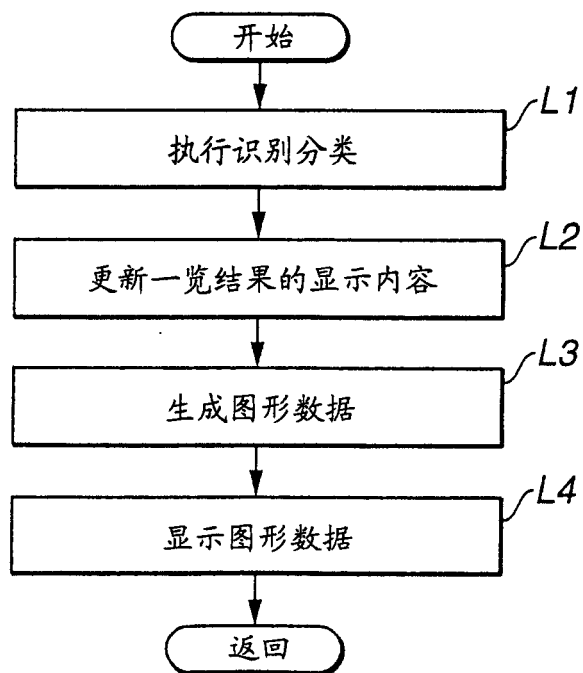 开始
L1
执行识别分类
L2
更新一览结果的显示内容
L3
生成图形数据
L4
显示图形数据
返回